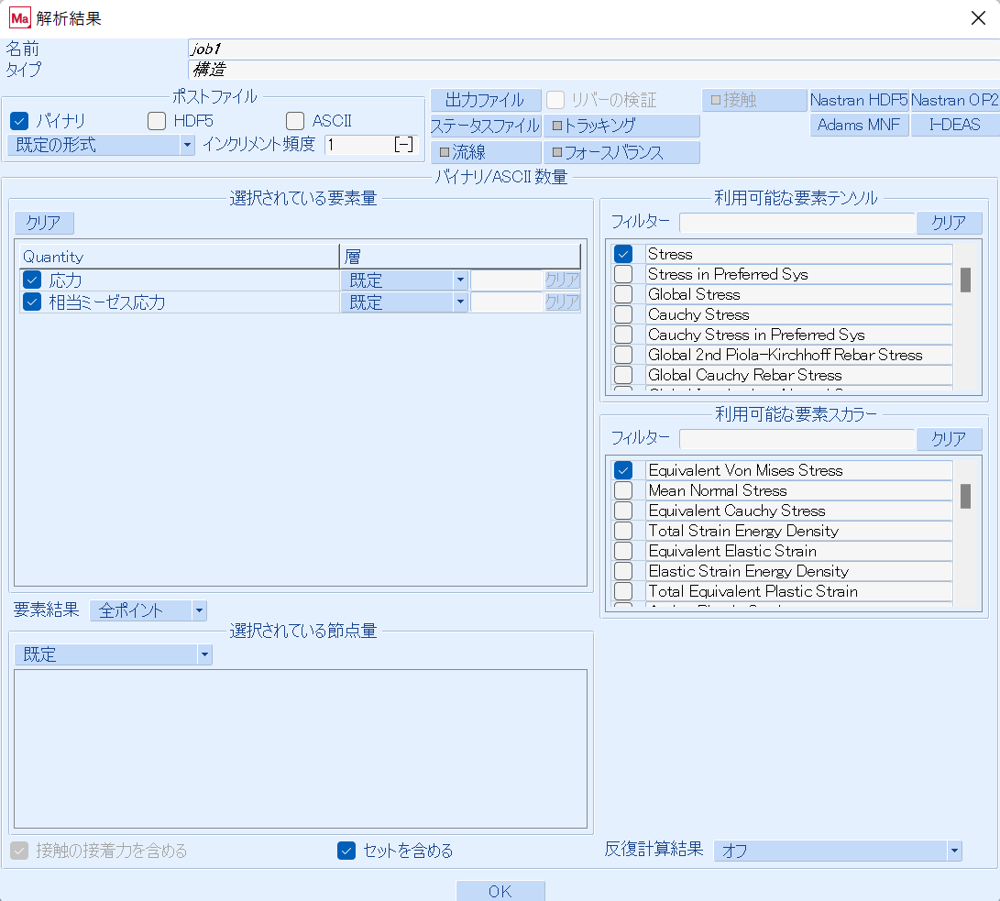 Ma 解析結果
名前 job1
タイプ 構造
ポストファイル
バイナリ HDF5 ASCII
既定の形式 インクリメント頻度 1 [-]
出力ファイル リバーの検証 接触 Nastran HDF5 Nastran OP2
ステータスファイル トラッキング Adams MNF I-DEAS
流線 フォースバランス
バイナリ/ASCII 数量
選択されている要素量
クリア
Quantity 層
応力 既定 クリア
相当ミーゼス応力 既定 クリア
利用可能な要素テンソル
フィルター クリア
Stress
Stress in Preferred Sys
Global Stress
Cauchy Stress
Cauchy Stress in Preferred Sys
Global 2nd Piola-Kirchhoff Rebar Stress
Global Cauchy Rebar Stress
利用可能な要素スカラー
フィルター クリア
Equivalent Von Mises Stress
Mean Normal Stress
Equivalent Cauchy Stress
Total Strain Energy Density
Equivalent Elastic Strain
Elastic Strain Energy Density
Total Equivalent Plastic Strain
要素結果 全ポイント
選択されている節点量
既定
接触の接着力を含める セットを含める 反復計算結果 オフ
OK